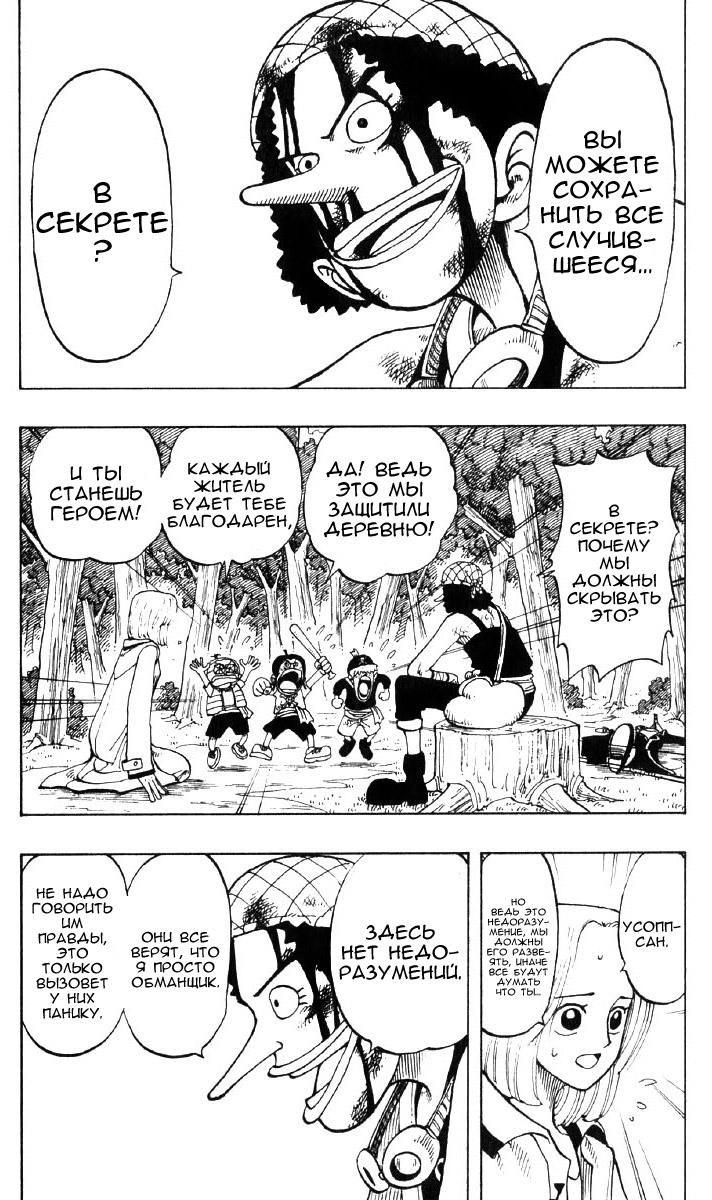 ВЫ
МОЖЕТЕ
СОХРА-
НИТЬ ВСЕ
СЛУЧИВ-
ШЕЕСЯ...
В
СЕКРЕТЕ
?
В
СЕКРЕТЕ?
ПОЧЕМУ
МЫ
ДОЛЖНЫ
СКРЫВАТЬ
ЭТО?
ДА! ВЕДЬ
ЭТО МЫ
ЗАЩИТИЛИ
ДЕРЕВНЮ!
КАЖДЫЙ
ЖИТЕЛЬ
БУДЕТ ТЕБЕ
БЛАГОДАРЕН,
И ТЫ
СТАНЕШЬ
ГЕРОЕМ!
УСОПП-
САН.
НО
ВЕДЬ ЭТО
НЕДОРАЗУ-
МЕНИЕ, МЫ
ДОЛЖНЫ
ЕГО РАЗВЕ-
ЯТЬ, ИНАЧЕ
ВСЕ БУДУТ
ДУМАТЬ
ЧТО ТЫ...
ЗДЕСЬ
НЕТ НЕДО-
РАЗУМЕНИЙ.
ОНИ ВСЕ
ВЕРЯТ, ЧТО
Я ПРОСТО
ОБМАНЩИК.
НЕ НАДО
ГОВОРИТЬ
ИМ
ПРАВДЫ,
ЭТО
ТОЛЬКО
ВЫЗОВЕТ
У НИХ
ПАНИКУ.